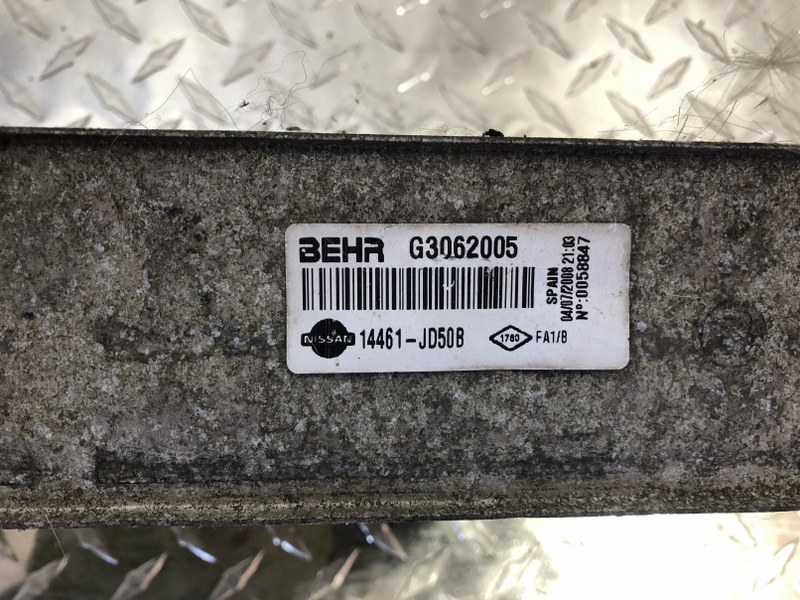 BEHR G3062005
NISSAN 14461-JD50B 1780 FA1/B
SPAIN
04/07/2008 21:03
Nº:0058847